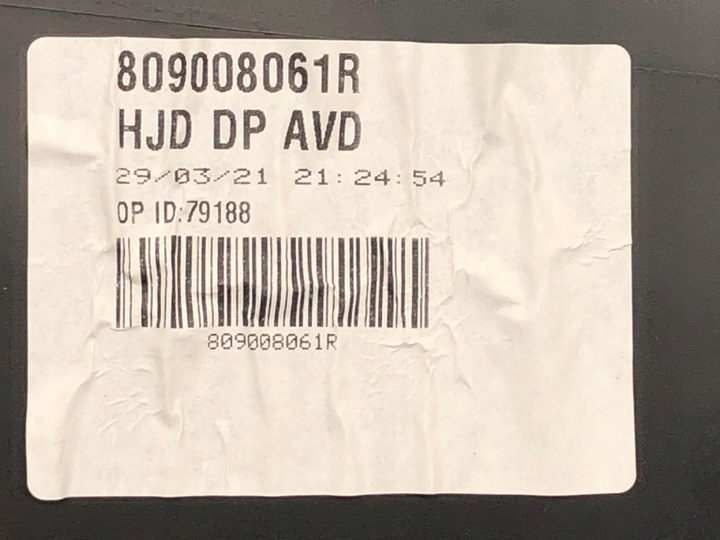 809008061R
HJD DP AVD
29/03/21 21:24:54
OP ID:79188
809008061R